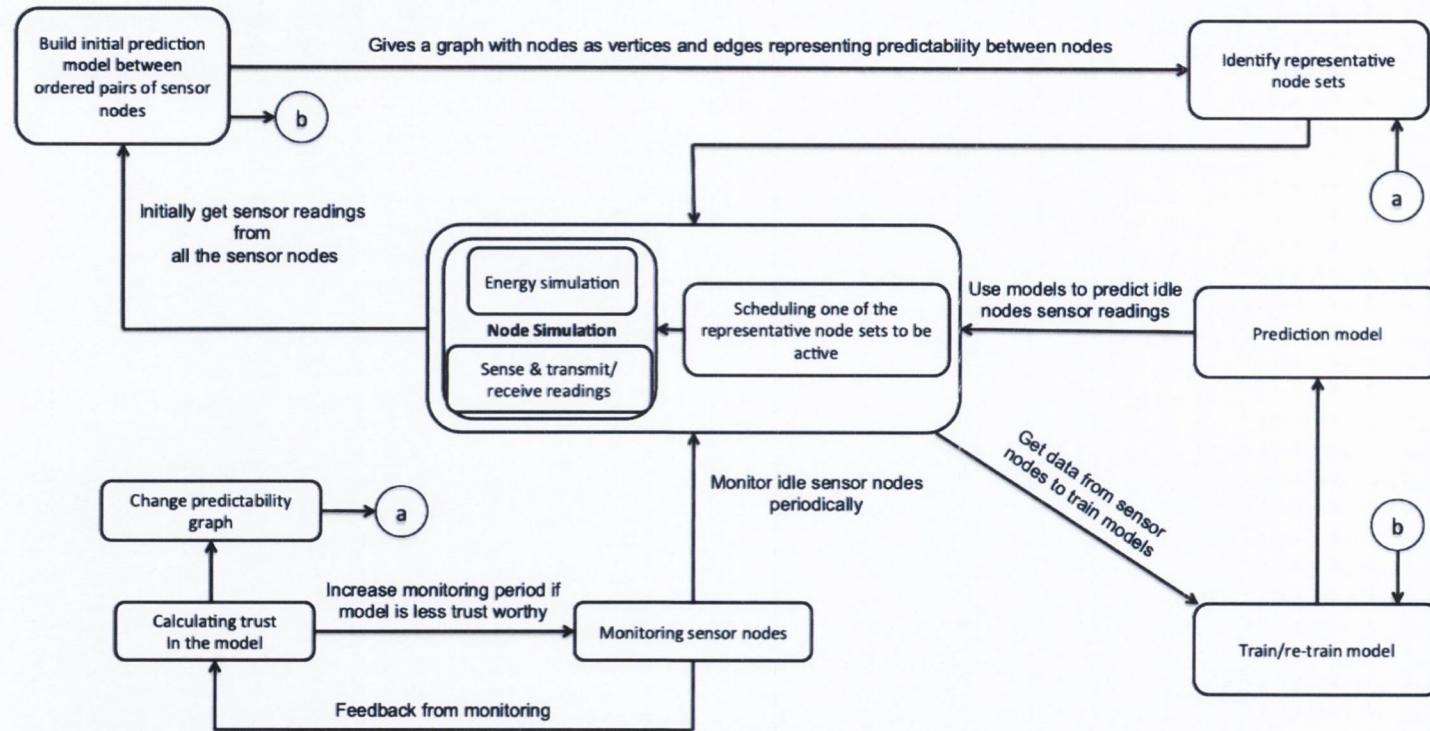 Build initial prediction
model between
ordered pairs of sensor
nodes
Gives a graph with nodes as vertices and edges representing predictability between nodes
Identify representative
node sets
b
a
Initially get sensor readings
from
all the sensor nodes
Energy simulation
Node Simulation
Sense & transmit/
receive readings
Scheduling one of the
representative node sets to be
active
Use models to predict idle
nodes sensor readings
Prediction model
Get data from sensor
nodes to train models
Monitor idle sensor nodes
periodically
Change predictability
graph
a
b
Increase monitoring period if
model is less trust worthy
Calculating trust
In the model
Monitoring sensor nodes
Train/re-train model
Feedback from monitoring